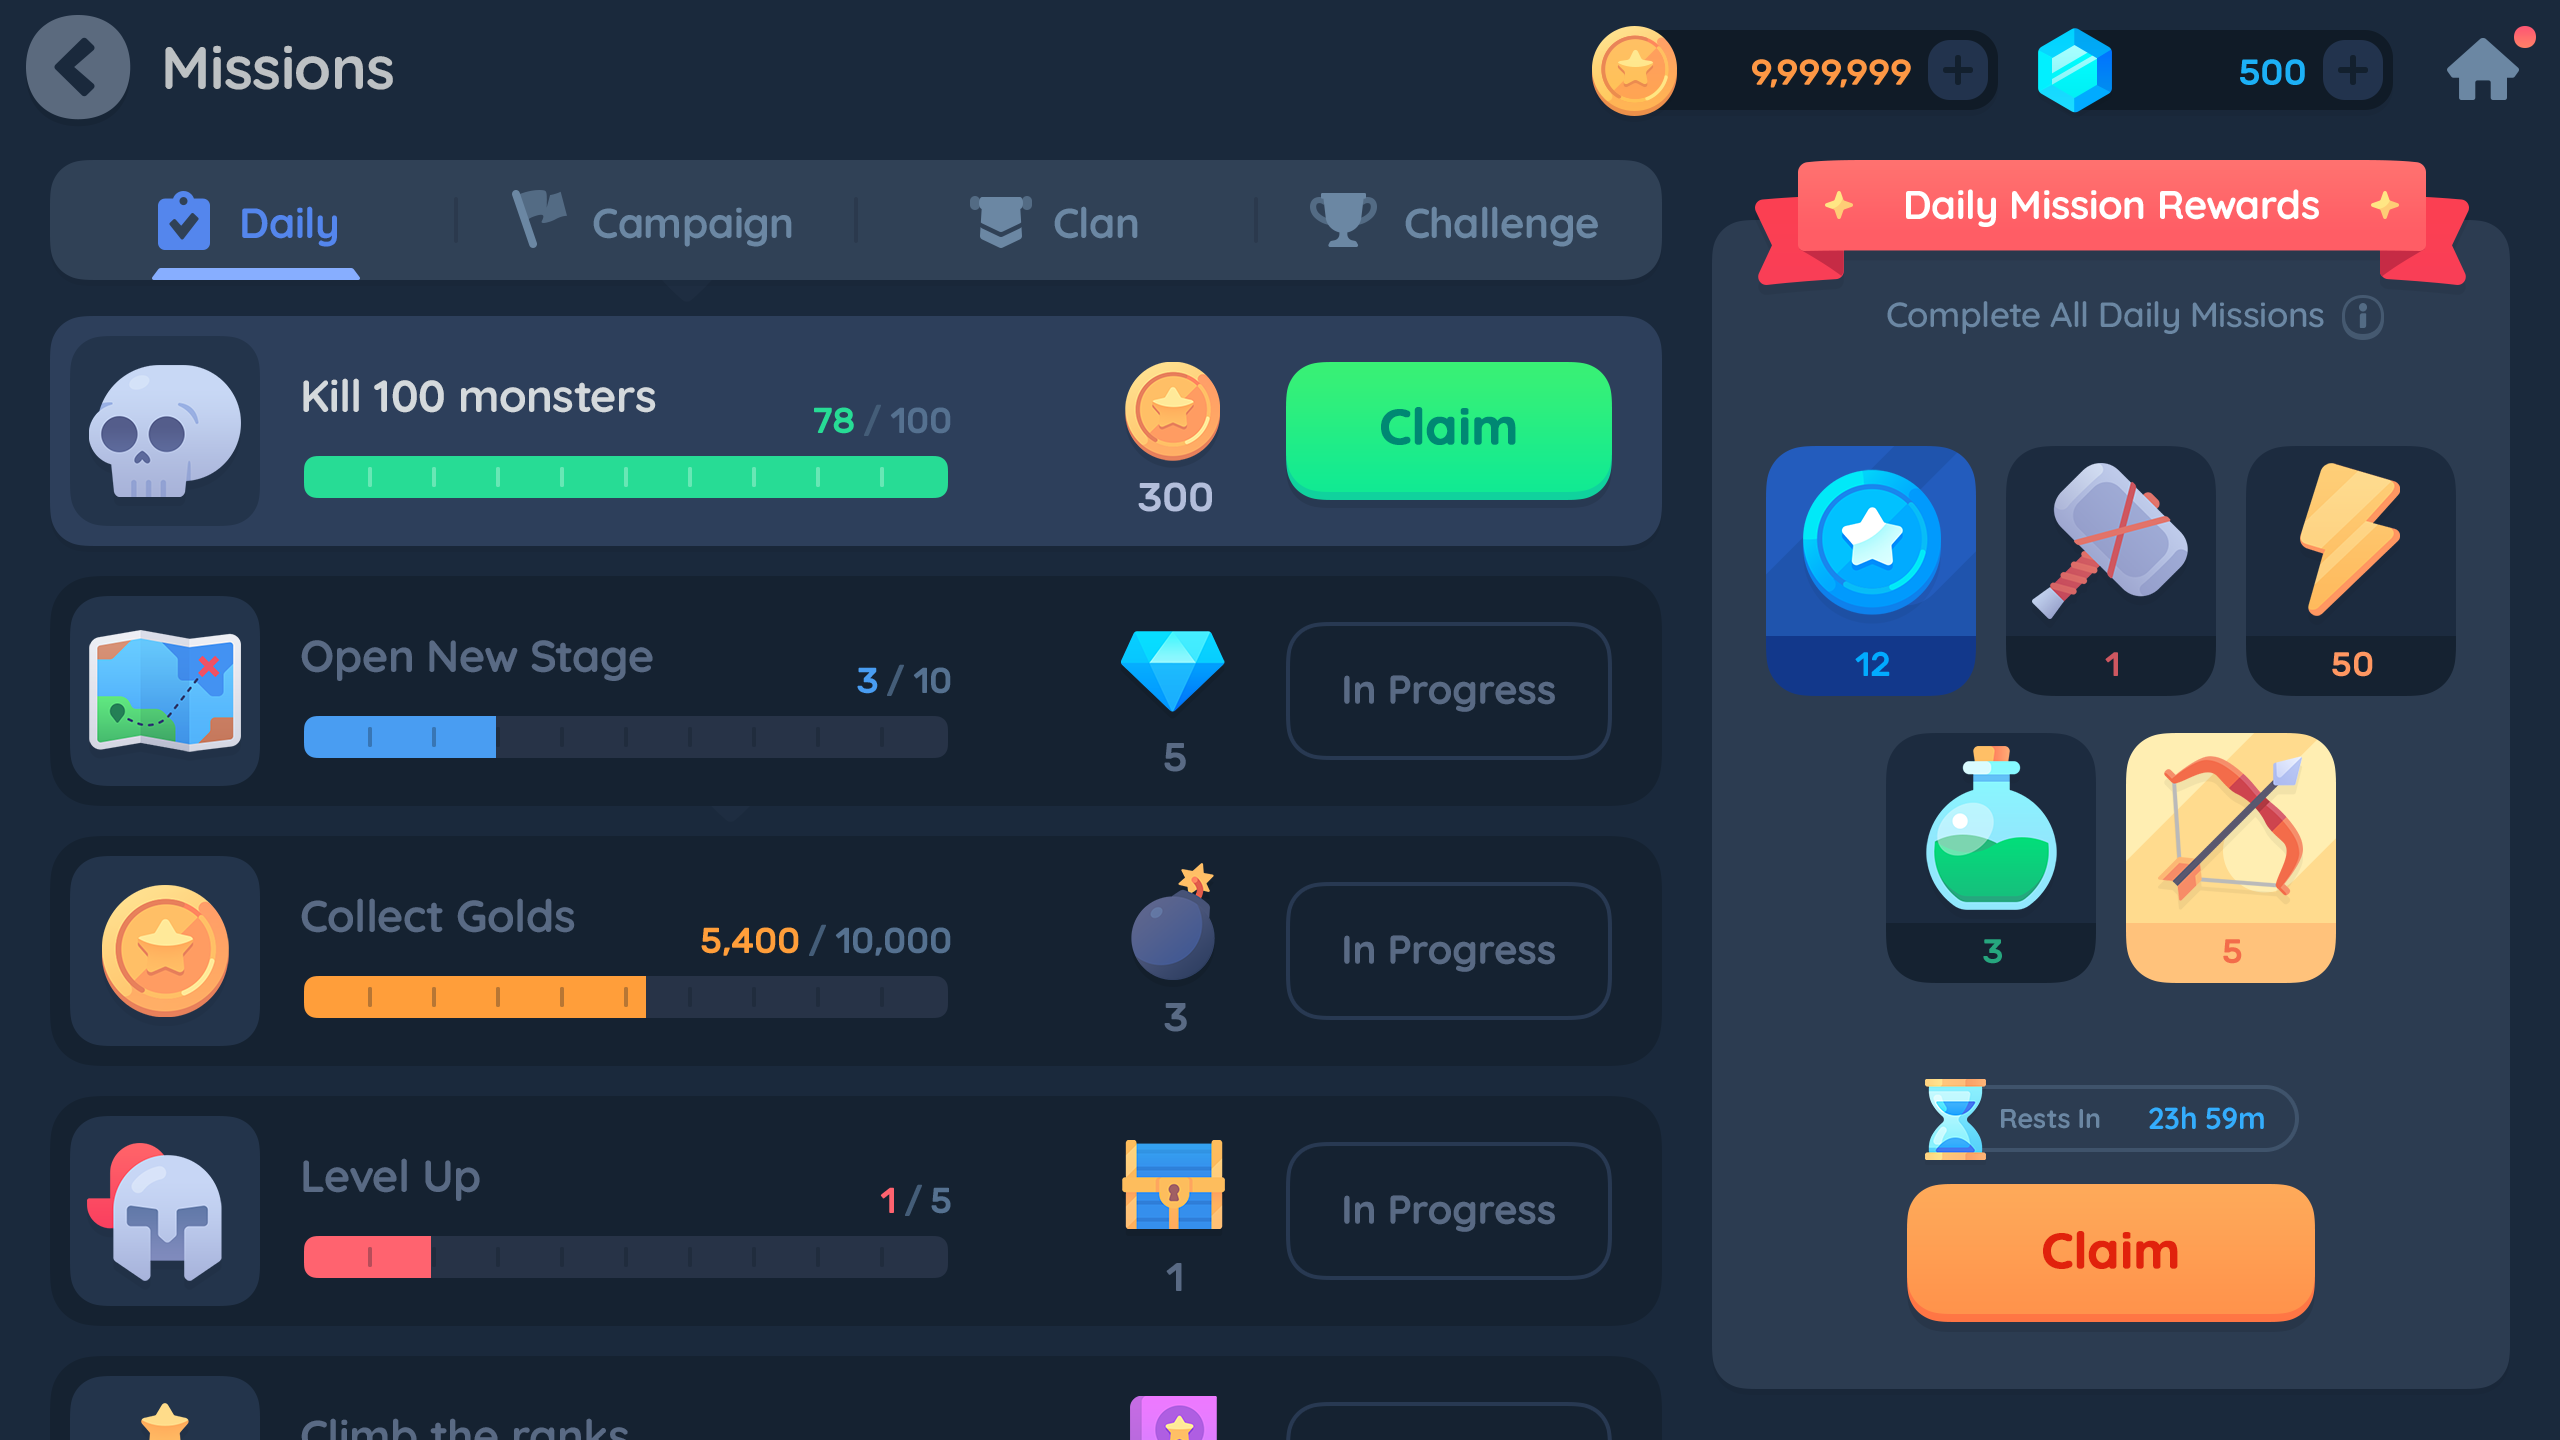 Missions
9,999,999
500
Daily
Campaign
Clan
Challenge
Kill 100 monsters
78 / 100
300
Claim
Open New Stage
3 / 10
5
In Progress
Collect Golds
5,400 / 10,000
3
In Progress
Level Up
1 / 5
1
In Progress
Climb the ranks
Daily Mission Rewards
Complete All Daily Missions
12
1
50
3
5
Rests In 23h 59m
Claim